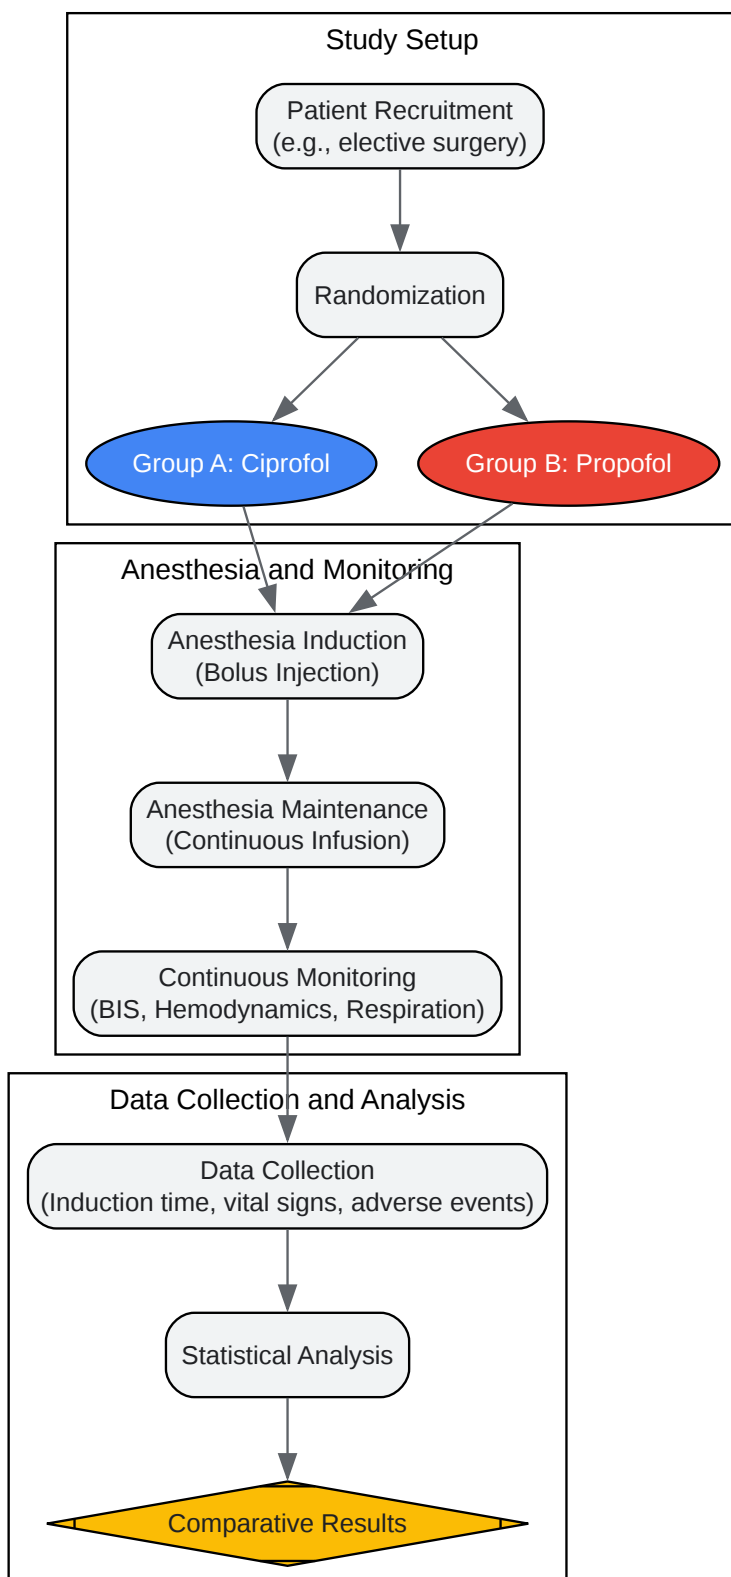 Study Setup
Patient Recruitment
(e.g., elective surgery)
Randomization
Group A: Ciprofol
Group B: Propofol
Anesthesia and Monitoring
Anesthesia Induction
(Bolus Injection)
Anesthesia Maintenance
(Continuous Infusion)
Continuous Monitoring
(BIS, Hemodynamics, Respiration)
Data Collection and Analysis
Data Collection
(Induction time, vital signs, adverse events)
Statistical Analysis
Comparative Results